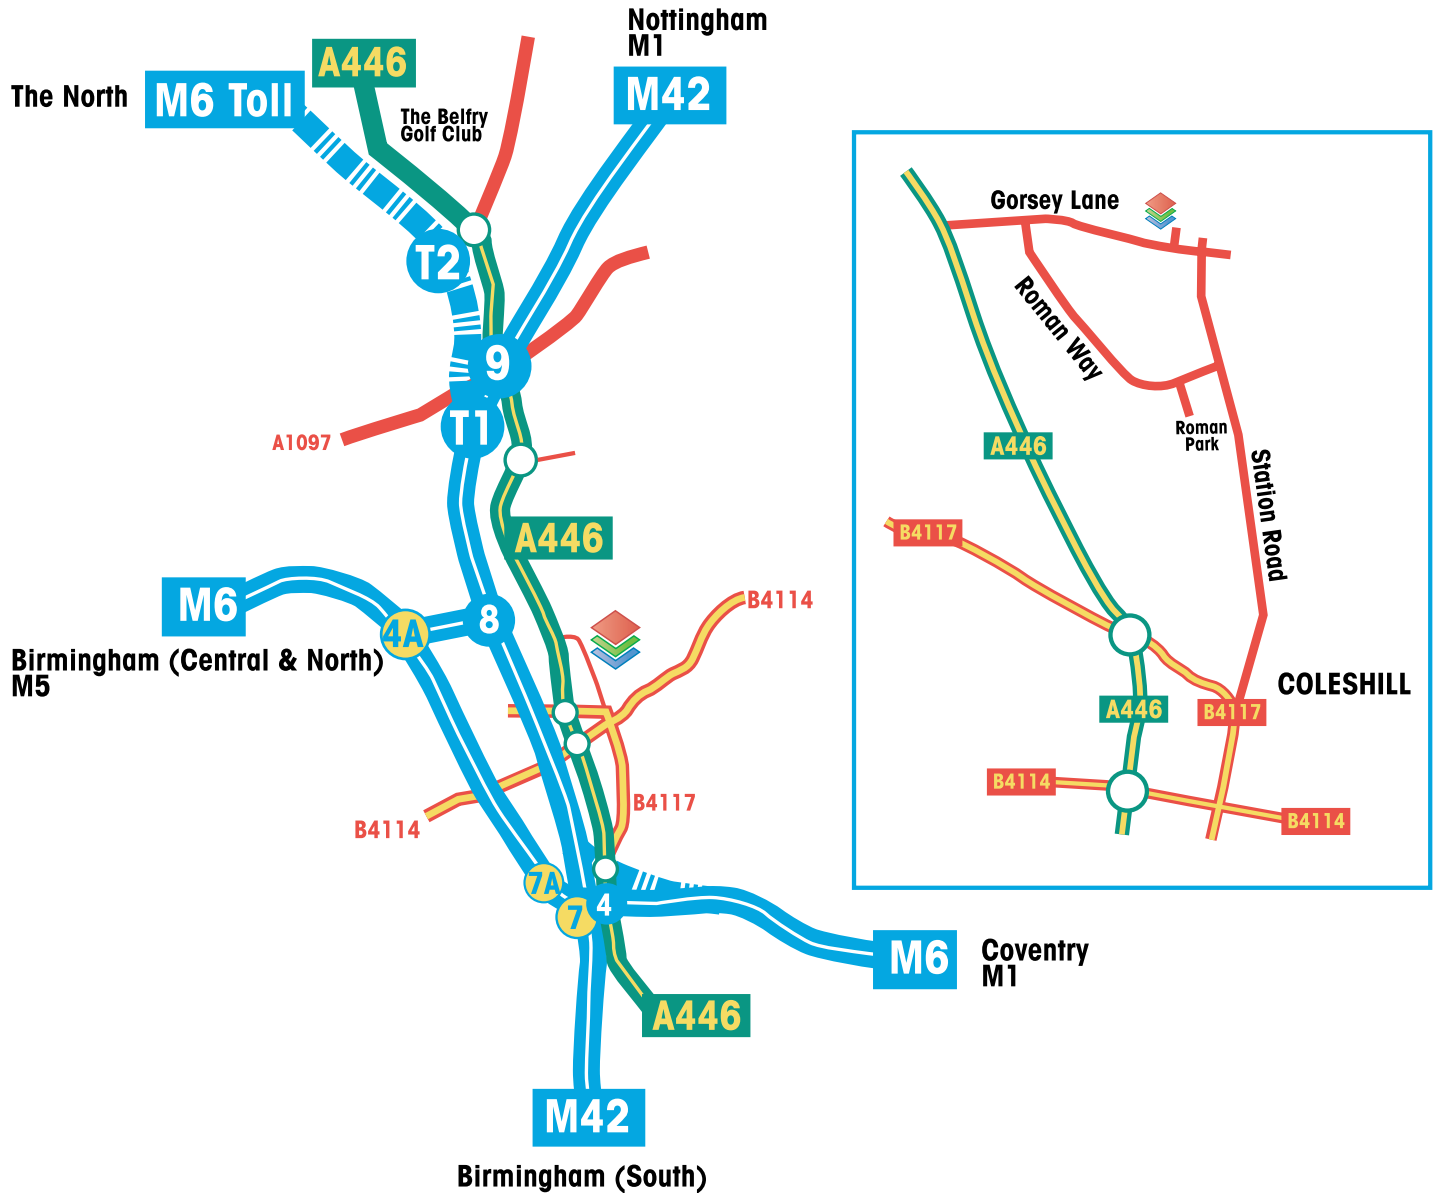 Nottingham
M1
A446
M42
The North
M6 Toll
The Belfry
Golf Club
T2
9
T1
A1097
A446
M6
4A
8
B4114
Birmingham (Central & North)
M5
B4117
B4114
7A
7
4
M6
Coventry
M1
A446
M42
Birmingham (South)
Gorsey Lane
Roman Way
Roman
Park
A446
Station Road
B4117
COLESHILL
A446
B4117
B4114
B4114